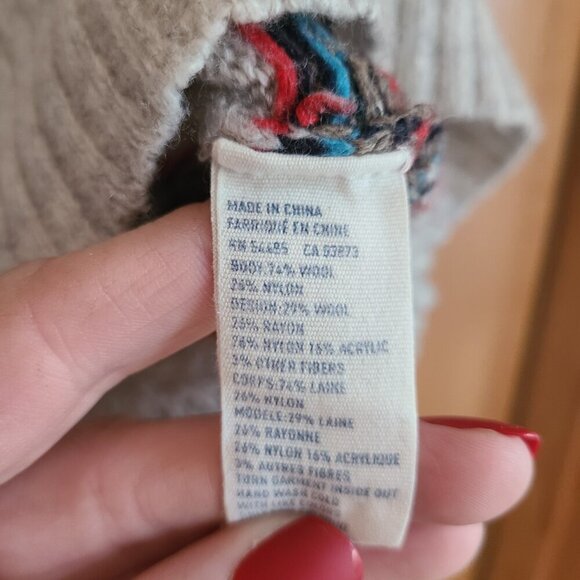 MADE IN CHINA
FABRIQUE EN CHINE
RN 54485 CA 03873
BODY:74% WOOL
26% NYLON
DESIGN:29% WOOL
26% RAYON
26% NYLON 16% ACRYLIC
3% OTHER FIBERS
CORPS:74% LAINE
26% NYLON
MODELE:29% LAINE
26% RAYONNE
26% NYLON 16% ACRYLIQUE
3% AUTRES FIBRES
TURN GARMENT INSIDE OUT
HAND WASH COLD
WITH LIKE